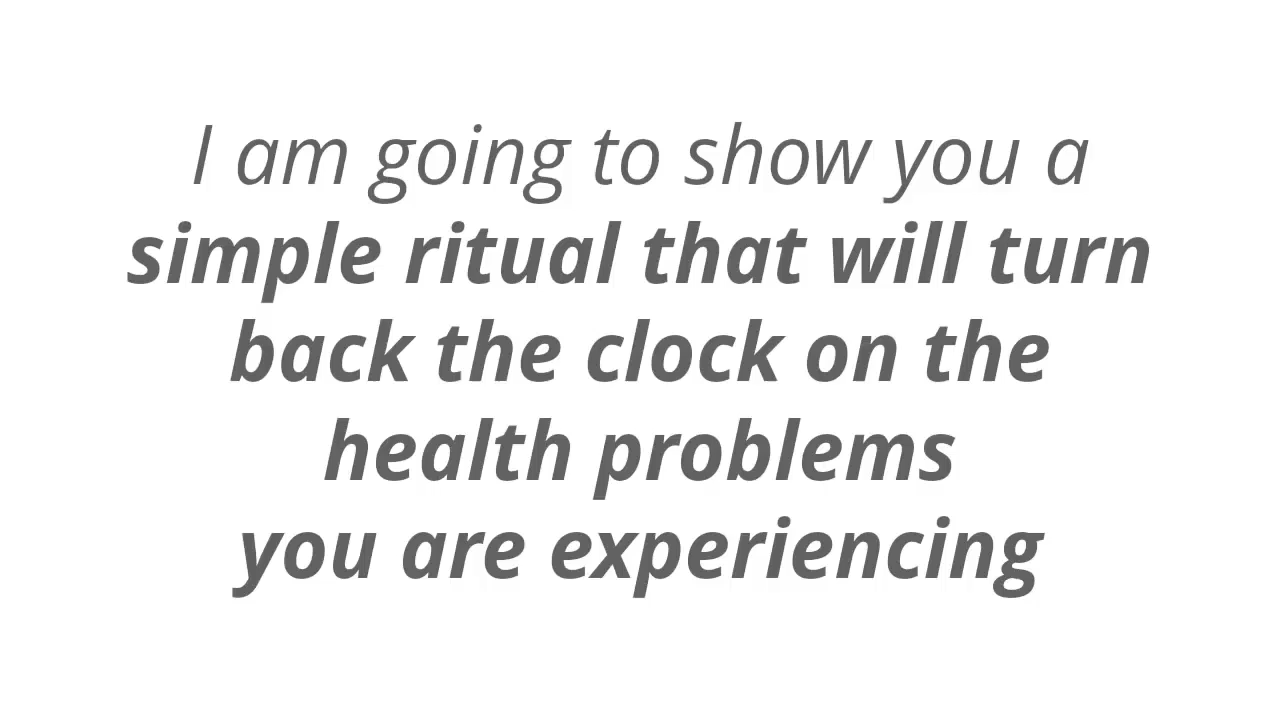 I am going to show you a
simple ritual that will turn
back the clock on the
health problems
you are experiencing